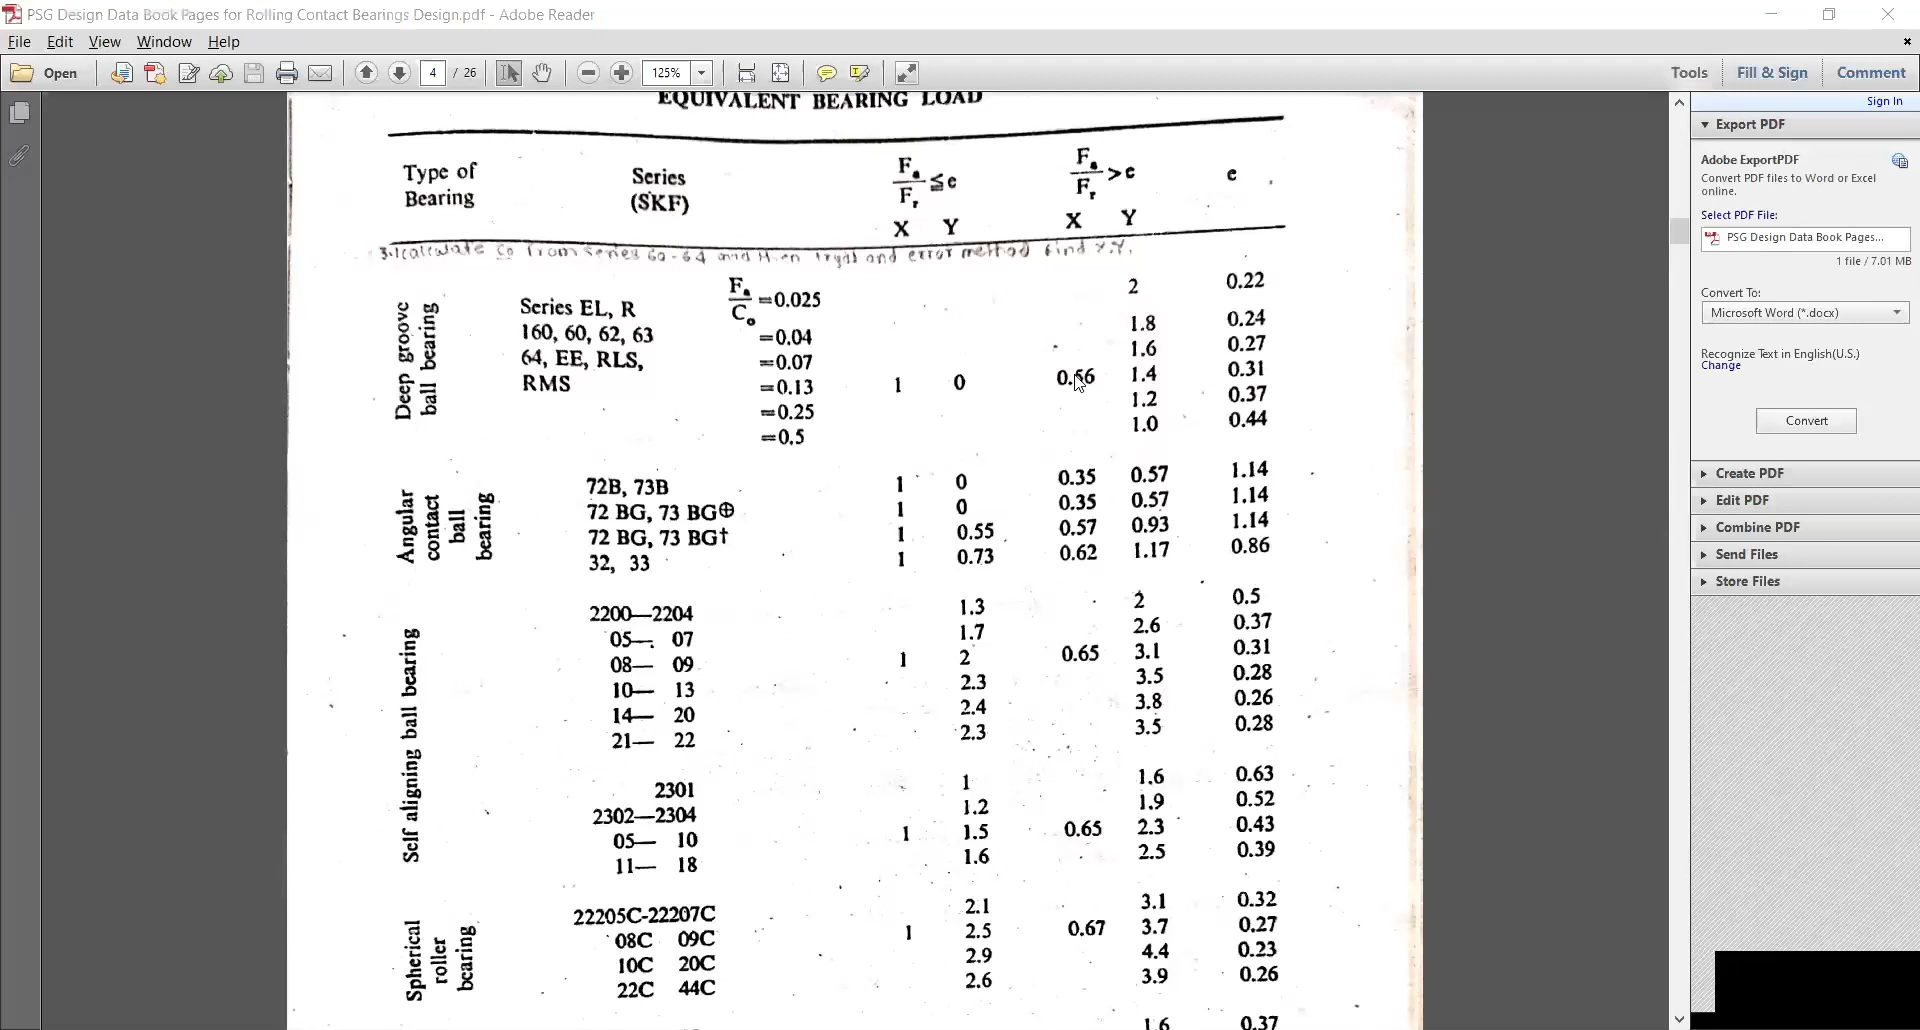 PSG Design Data Book Pages for Rolling Contact Bearings Design.pdf - Adobe Reader
File Edit View Window Help
Open 4 / 26 125% Tools Fill & Sign Comment
Sign In
Export PDF
Adobe ExportPDF
Convert PDF files to Word or Excel
online.
Select PDF File:
PSG Design Data Book Pages...
1 file / 7.01 MB
Convert To:
Microsoft Word (*.docx)
Recognize Text in English(U.S.)
Change
Convert
Create PDF
Edit PDF
Combine PDF
Send Files
Store Files
EQUIVALENT BEARING LOAD
Type of Bearing Series (SKF) Fa/Fr ≦e Fa/Fr >e e
X Y X Y
3. calculate Co from series 60-64 and then and error method find X.Y.
Deep groove ball bearing
Series EL, R Fa/Co =0.025 2 0.22
160, 60, 62, 63 =0.04 1.8 0.24
64, EE, RLS, =0.07 1.6 0.27
RMS =0.13 1 0 0.56 1.4 0.31
=0.25 1.2 0.37
=0.5 1.0 0.44
Angular contact ball bearing
72B, 73B 1 0 0.35 0.57 1.14
72 BG, 73 BG⊕ 1 0 0.35 0.57 1.14
72 BG, 73 BG† 1 0.55 0.57 0.93 1.14
32, 33 1 0.73 0.62 1.17 0.86
Self aligning ball bearing
2200—2204 1.3 2 0.5
05— 07 1.7 2.6 0.37
08— 09 1 2 0.65 3.1 0.31
10— 13 2.3 3.5 0.28
14— 20 2.4 3.8 0.26
21— 22 2.3 3.5 0.28
2301 1 1.6 0.63
2302—2304 1.2 1.9 0.52
05— 10 1 1.5 0.65 2.3 0.43
11— 18 1.6 2.5 0.39
Spherical roller bearing
22205C-22207C 2.1 3.1 0.32
08C 09C 1 2.5 0.67 3.7 0.27
10C 20C 2.9 4.4 0.23
22C 44C 2.6 3.9 0.26
1.6 0.37